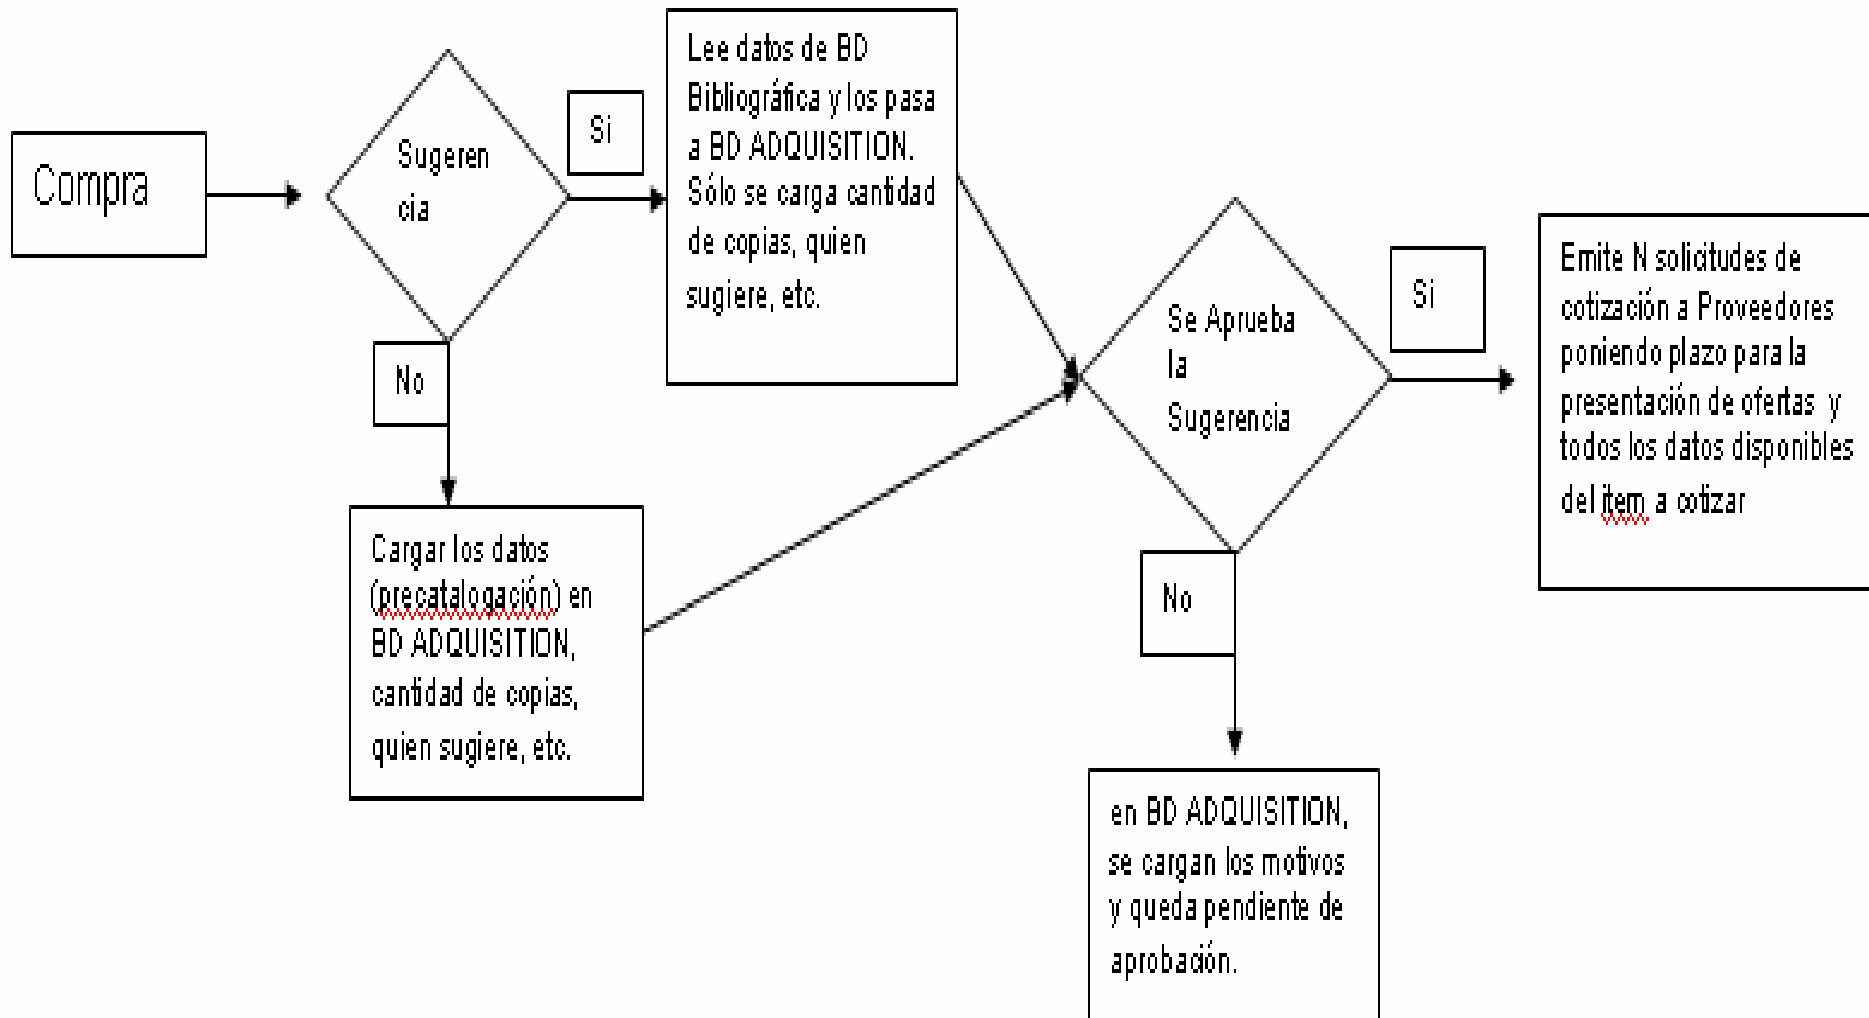 Compra
Sugeren
cia
Si
Lee datos de BD
Bibliográfica y los pasa
a BD ADQUISITION.
Sólo se carga cantidad
de copias, quien
sugiere, etc.
No
Cargar los datos
(precatalogación) en
BD ADQUISITION,
cantidad de copias,
quien sugiere, etc.
Se Aprueba
la
Sugerencia
Si
Emite N solicitudes de
cotización a Proveedores
poniendo plazo para la
presentación de ofertas y
todos los datos disponibles
del item a cotizar
No
en BD ADQUISITION,
se cargan los motivos
y queda pendiente de
aprobación.